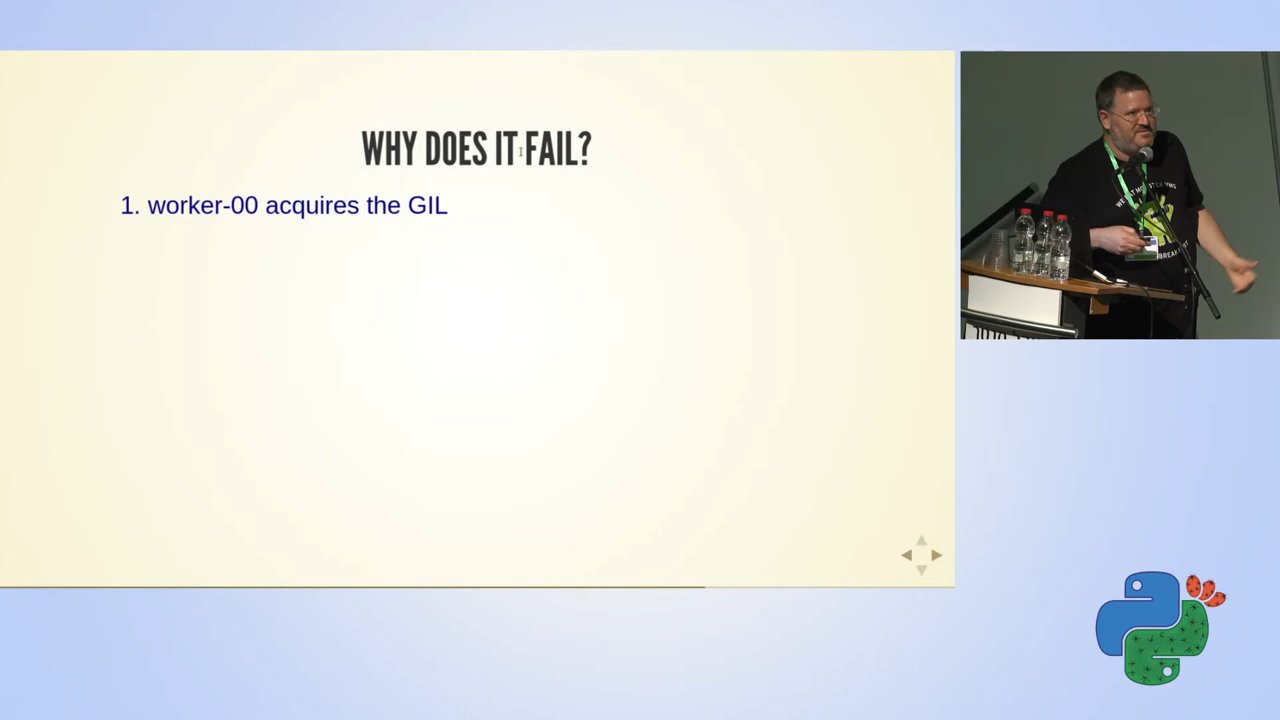 WHY DOES IT FAIL?
1. worker-00 acquires the GIL